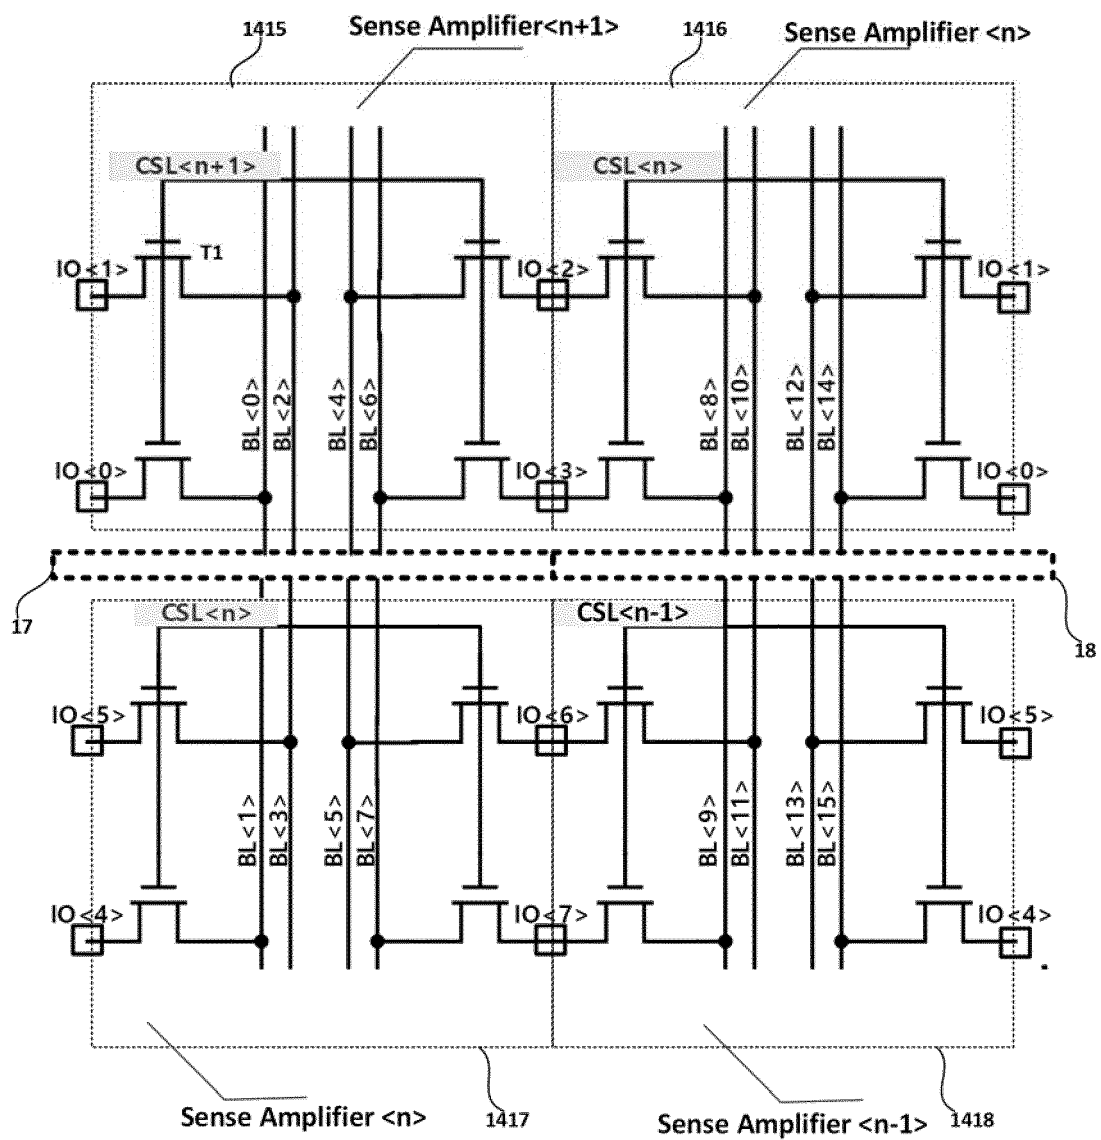 1415
Sense Amplifier<n+1>
1416
Sense Amplifier <n>
CSL<n+1>
CSL<n>
T1
IO<1>
IO<2>
IO<1>
BL<0>
BL<2>
BL<4>
BL<6>
BL<8>
BL<10>
BL<12>
BL<14>
IO<0>
IO<3>
IO<0>
17
18
CSL<n>
CSL<n-1>
IO<5>
IO<6>
IO<5>
BL<1>
BL<3>
BL<5>
BL<7>
BL<9>
BL<11>
BL<13>
BL<15>
IO<4>
IO<7>
IO<4>
Sense Amplifier <n>
1417
Sense Amplifier <n-1>
1418